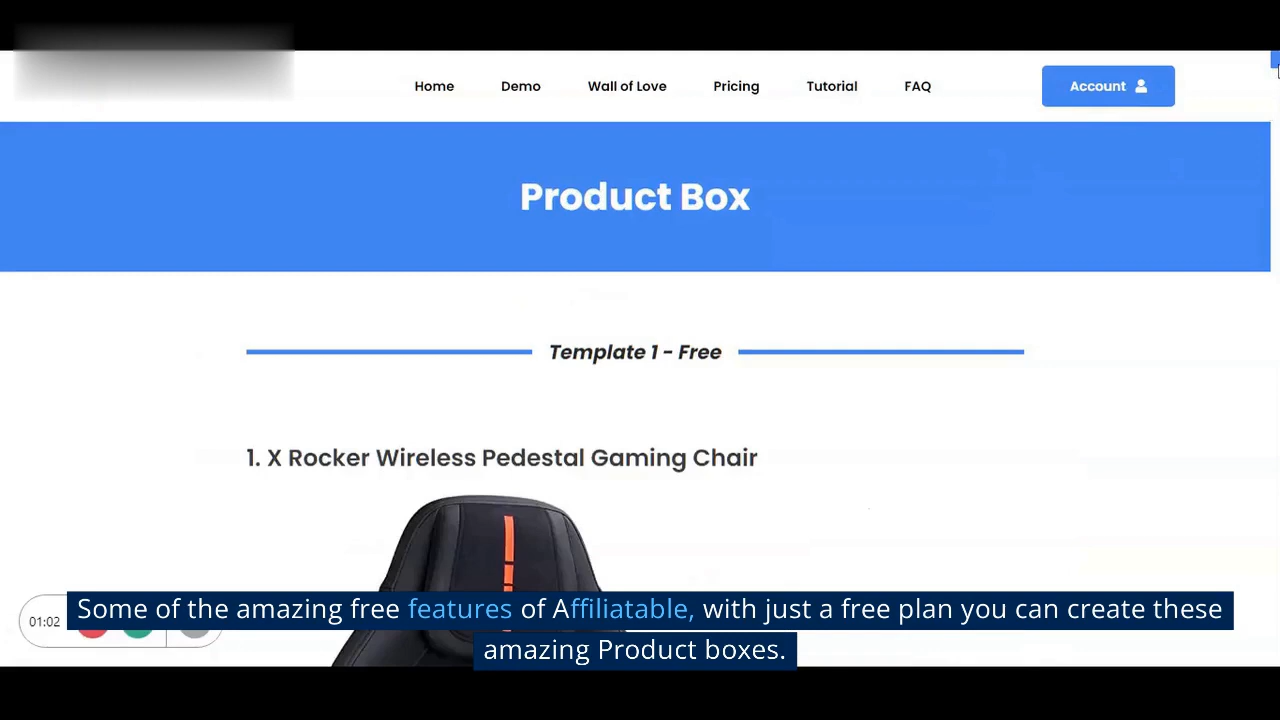 Home Demo Wall of Love Pricing Tutorial FAQ Account
Product Box
Template 1 - Free
1. X Rocker Wireless Pedestal Gaming Chair
01:02
Some of the amazing free features of Affiliatable, with just a free plan you can create these
amazing Product boxes.